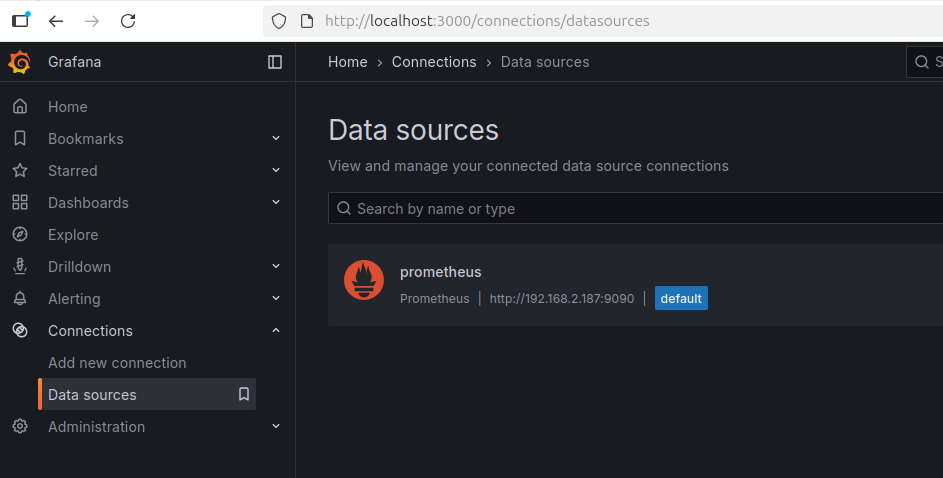 http://localhost:3000/connections/datasources
Grafana
Home › Connections › Data sources
S
Home
Bookmarks
Starred
Dashboards
Explore
Drilldown
Alerting
Connections
Add new connection
Data sources
Administration
Data sources
View and manage your connected data source connections
Search by name or type
prometheus
Prometheus | http://192.168.2.187:9090 | default